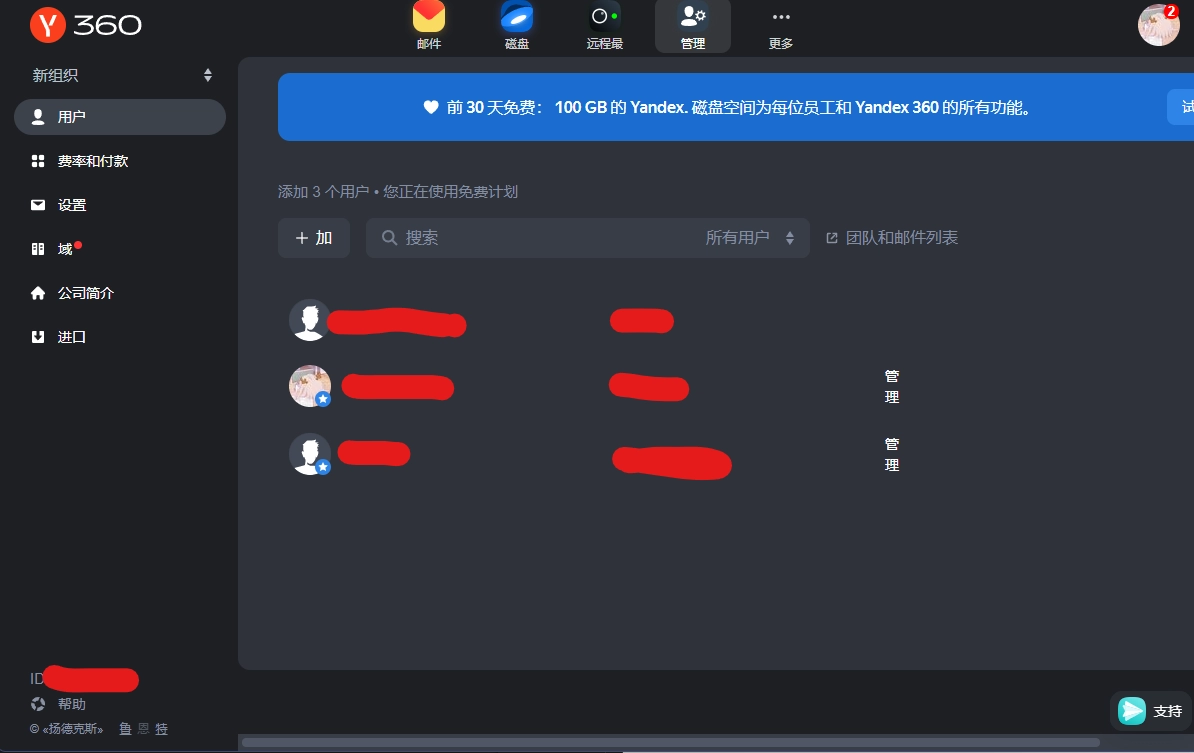 360
邮件
磁盘
远程最
管理
更多
2
新组织
用户
费率和付款
设置
域
公司简介
进口
前 30 天免费： 100 GB 的 Yandex. 磁盘空间为每位员工和 Yandex 360 的所有功能。
试
添加 3 个用户 • 您正在使用免费计划
+ 加
搜索
所有用户
团队和邮件列表
管
理
管
理
ID
帮助
© «扬德克斯» 鲁 恩 特
支持